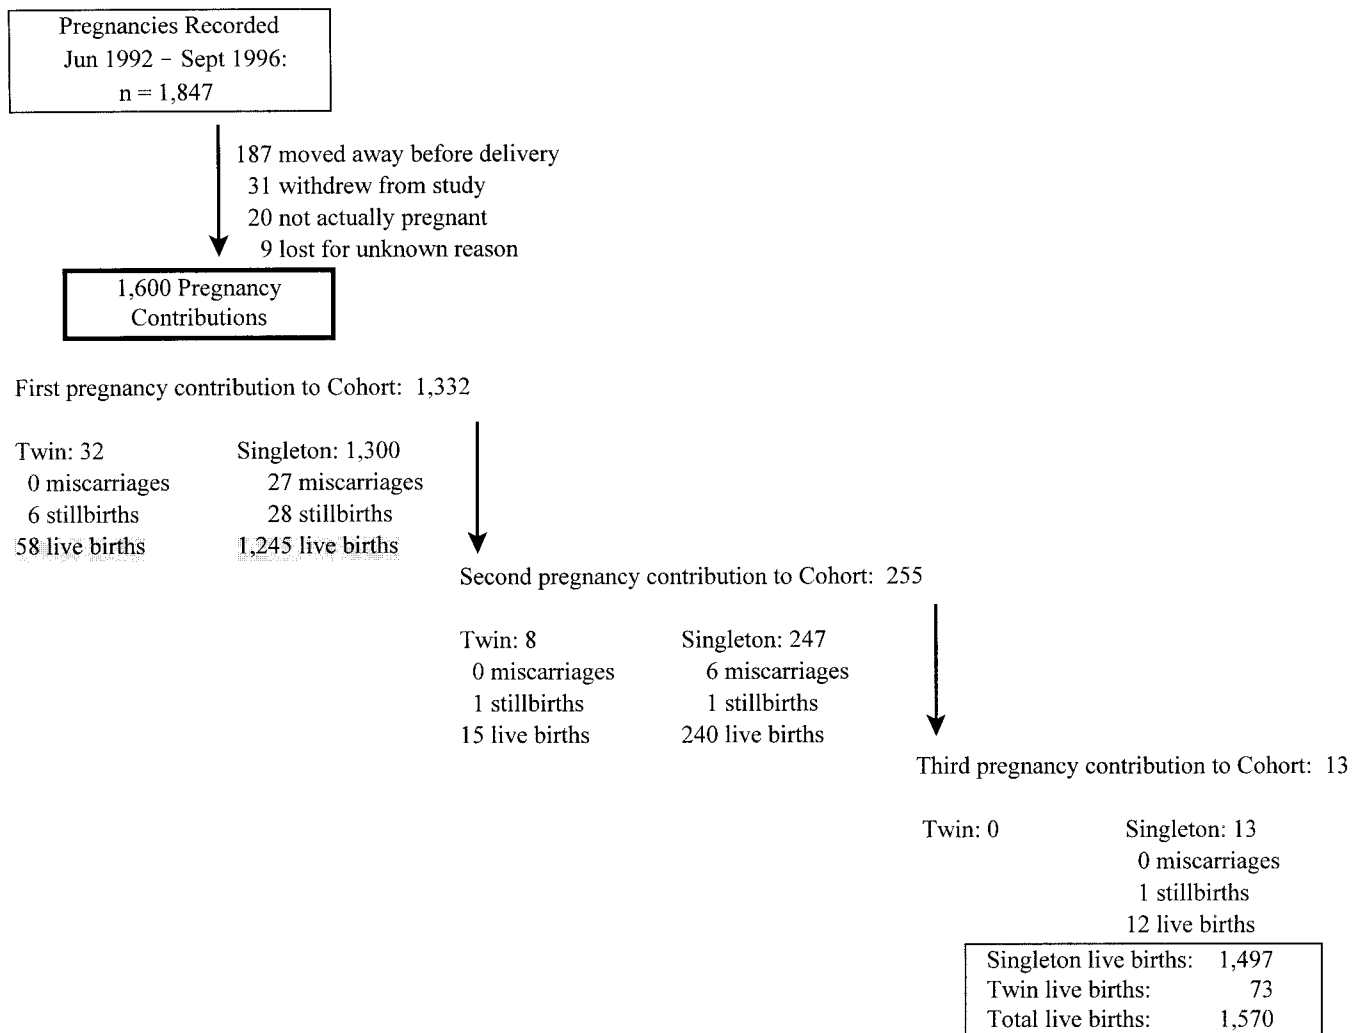 Pregnancies Recorded
Jun 1992 – Sept 1996:
n = 1,847
187 moved away before delivery
31 withdrew from study
20 not actually pregnant
9 lost for unknown reason
1,600 Pregnancy
Contributions
First pregnancy contribution to Cohort: 1,332
Twin: 32 Singleton: 1,300
0 miscarriages 27 miscarriages
6 stillbirths 28 stillbirths
58 live births 1,245 live births
Second pregnancy contribution to Cohort: 255
Twin: 8 Singleton: 247
0 miscarriages 6 miscarriages
1 stillbirths 1 stillbirths
15 live births 240 live births
Third pregnancy contribution to Cohort: 13
Twin: 0 Singleton: 13
0 miscarriages
1 stillbirths
12 live births
Singleton live births: 1,497
Twin live births: 73
Total live births: 1,570